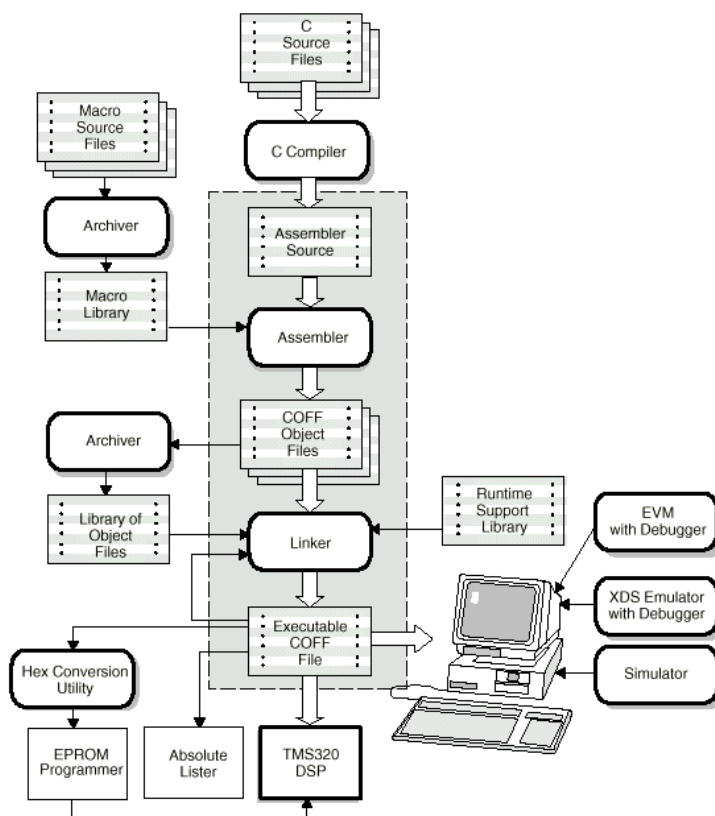 C
Source
Files
Macro
Source
Files
C Compiler
Archiver
Assembler
Source
Macro
Library
Assembler
COFF
Object
Files
Archiver
Runtime
Support
Library
Library of
Object
Files
Linker
EVM
with Debugger
XDS Emulator
with Debugger
Executable
COFF
File
Simulator
Hex Conversion
Utility
EPROM
Programmer
Absolute
Lister
TMS320
DSP